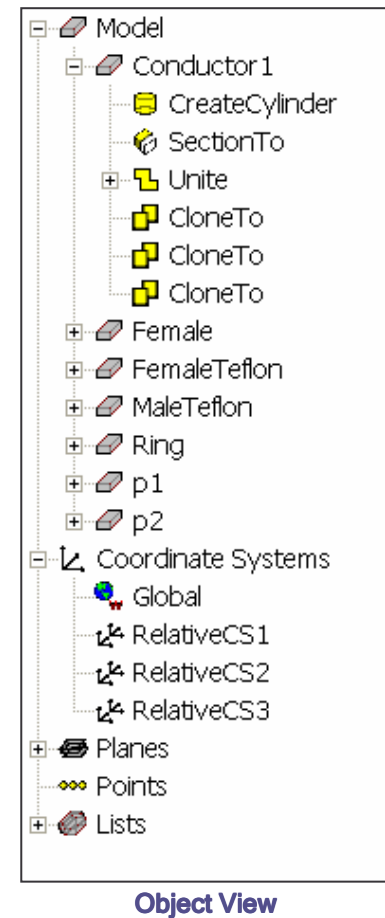 Model
Conductor1
CreateCylinder
SectionTo
Unite
CloneTo
CloneTo
CloneTo
Female
FemaleTeflon
MaleTeflon
Ring
p1
p2
Coordinate Systems
Global
RelativeCS1
RelativeCS2
RelativeCS3
Planes
Points
Lists
Object View